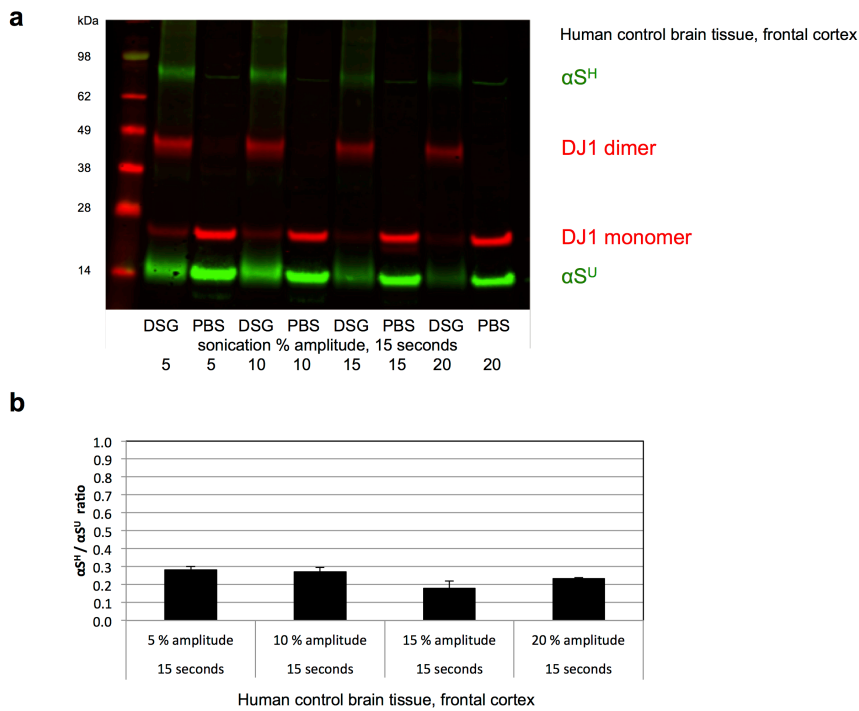 a
kDa
98
62
49
38
28
14
Human control brain tissue, frontal cortex
αSᴴ
DJ1 dimer
DJ1 monomer
αSᵁ
DSG PBS DSG PBS DSG PBS DSG PBS
sonication % amplitude, 15 seconds
5 5 10 10 15 15 20 20
b
αSᴴ / αSᵁ ratio
1.0
0.9
0.8
0.7
0.6
0.5
0.4
0.3
0.2
0.1
0.0
5 % amplitude 10 % amplitude 15 % amplitude 20 % amplitude
15 seconds 15 seconds 15 seconds 15 seconds
Human control brain tissue, frontal cortex